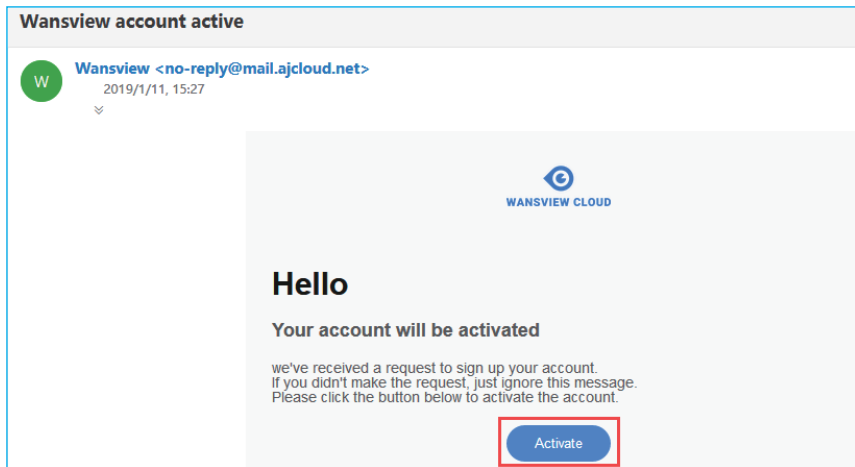 Wansview account active
W
Wansview <no-reply@mail.ajcloud.net>
2019/1/11, 15:27
WANSVIEW CLOUD
Hello
Your account will be activated
we've received a request to sign up your account.
If you didn't make the request, just ignore this message.
Please click the button below to activate the account.
Activate